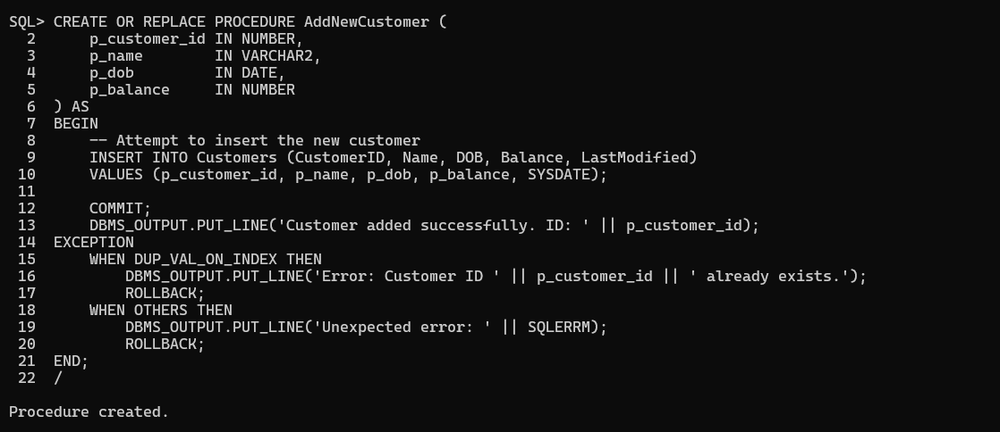 SQL> CREATE OR REPLACE PROCEDURE AddNewCustomer (
  2      p_customer_id IN NUMBER,
  3      p_name        IN VARCHAR2,
  4      p_dob         IN DATE,
  5      p_balance     IN NUMBER
  6  ) AS
  7  BEGIN
  8      -- Attempt to insert the new customer
  9      INSERT INTO Customers (CustomerID, Name, DOB, Balance, LastModified)
 10      VALUES (p_customer_id, p_name, p_dob, p_balance, SYSDATE);
 11
 12      COMMIT;
 13      DBMS_OUTPUT.PUT_LINE('Customer added successfully. ID: ' || p_customer_id);
 14  EXCEPTION
 15      WHEN DUP_VAL_ON_INDEX THEN
 16          DBMS_OUTPUT.PUT_LINE('Error: Customer ID ' || p_customer_id || ' already exists.');
 17          ROLLBACK;
 18      WHEN OTHERS THEN
 19          DBMS_OUTPUT.PUT_LINE('Unexpected error: ' || SQLERRM);
 20          ROLLBACK;
 21  END;
 22  /

Procedure created.